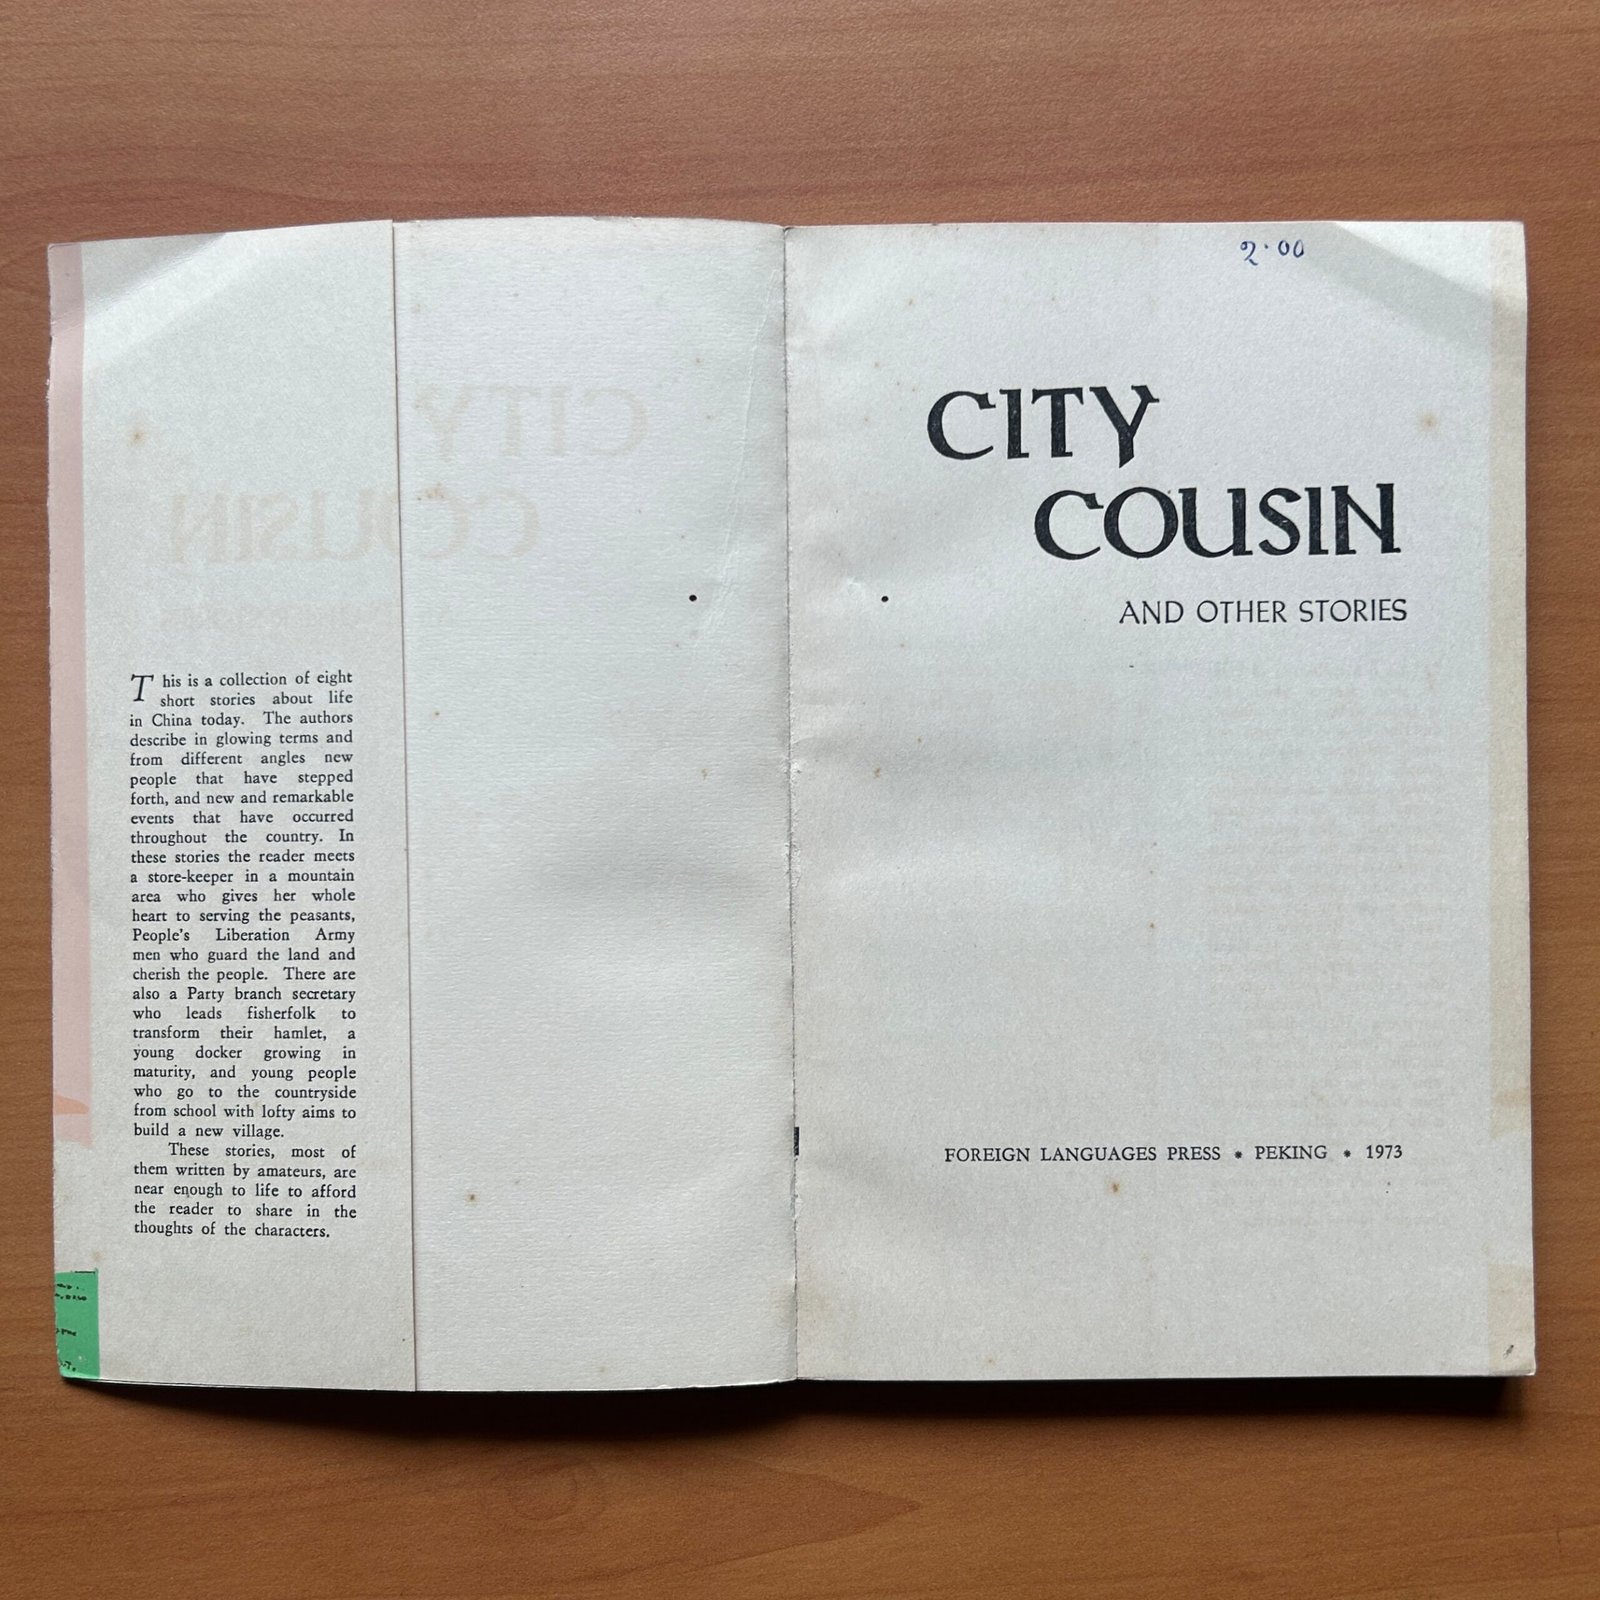 This is a collection of eight
short stories about life
in China today. The authors
describe in glowing terms and
from different angles new
people that have stepped
forth, and new and remarkable
events that have occurred
throughout the country. In
these stories the reader meets
a store-keeper in a mountain
area who gives her whole
heart to serving the peasants,
People's Liberation Army
men who guard the land and
cherish the people. There are
also a Party branch secretary
who leads fisherfolk to
transform their hamlet, a
young docker growing in
maturity, and young people
who go to the countryside
from school with lofty aims to
build a new village.
These stories, most of
them written by amateurs, are
near enough to life to afford
the reader to share in the
thoughts of the characters.
2.00
CITY
COUSIN
AND OTHER STORIES
FOREIGN LANGUAGES PRESS * PEKING * 1973